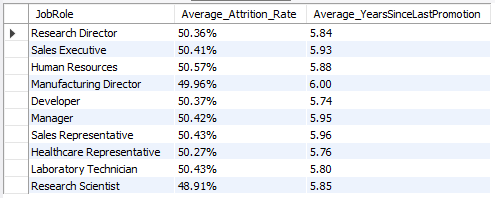 JobRole Average_Attrition_Rate Average_YearsSinceLastPromotion
Research Director 50.36% 5.84
Sales Executive 50.41% 5.93
Human Resources 50.57% 5.88
Manufacturing Director 49.96% 6.00
Developer 50.37% 5.74
Manager 50.42% 5.95
Sales Representative 50.43% 5.96
Healthcare Representative 50.27% 5.76
Laboratory Technician 50.43% 5.80
Research Scientist 48.91% 5.85